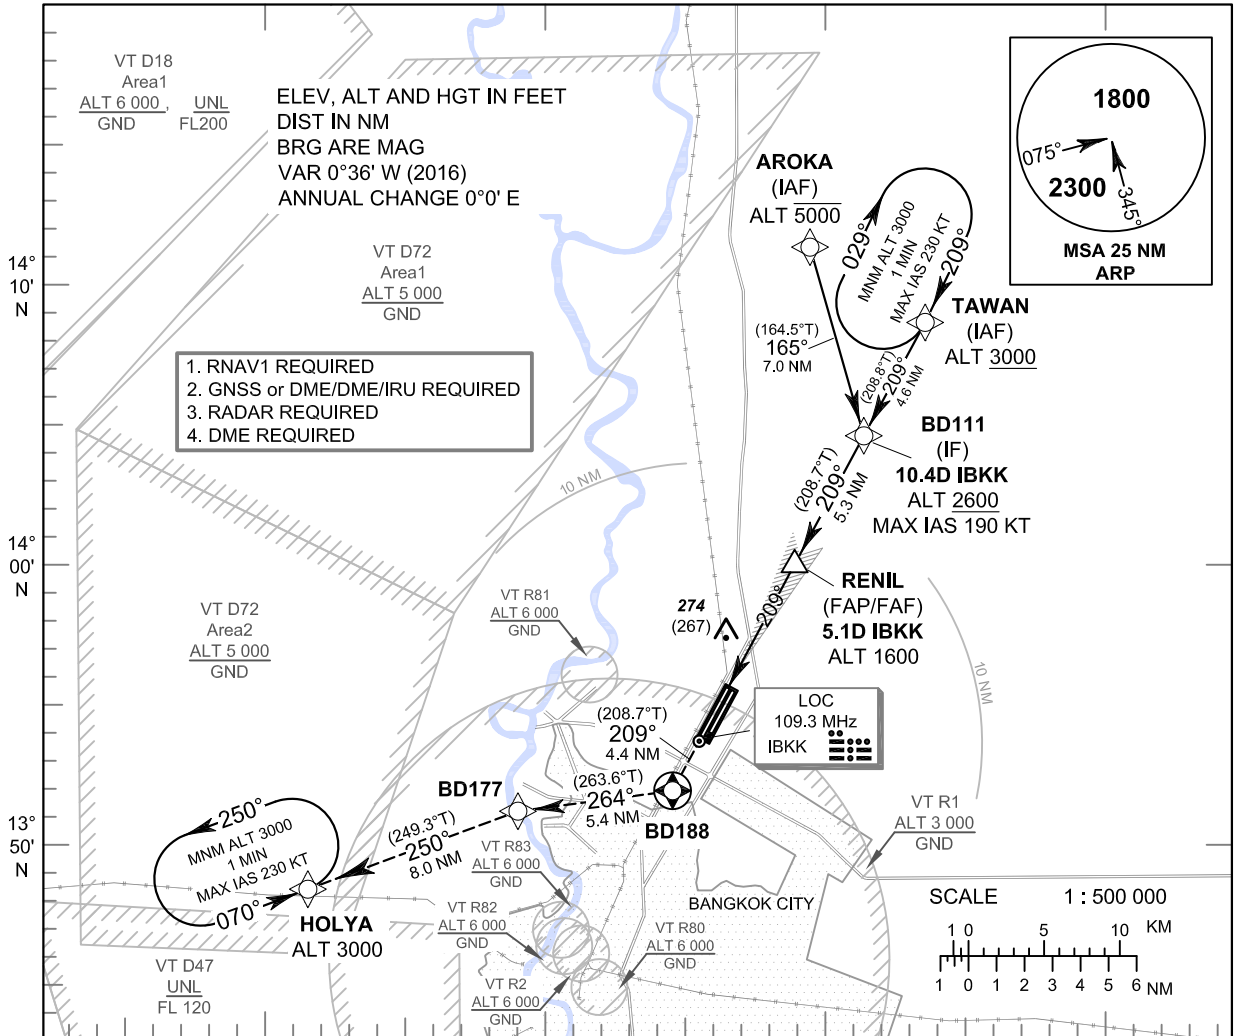 VT D18
Area1
ALT 6 000, UNL
GND FL200
ELEV, ALT AND HGT IN FEET
DIST IN NM
BRG ARE MAG
VAR 0°36' W (2016)
ANNUAL CHANGE 0°0' E
1800
075°
2300
345°
MSA 25 NM
ARP
AROKA
(IAF)
ALT 5000
029°
MNM ALT 3000
1 MIN
MAX IAS 230 KT
209°
TAWAN
(IAF)
ALT 3000
14°
10'
N
VT D72
Area1
ALT 5 000
GND
(164.5°T)
165°
7.0 NM
(208.8°T)
209°
4.6 NM
1. RNAV1 REQUIRED
2. GNSS or DME/DME/IRU REQUIRED
3. RADAR REQUIRED
4. DME REQUIRED
BD111
(IF)
10.4D IBKK
ALT 2600
MAX IAS 190 KT
10 NM
(208.7°T)
209°
5.3 NM
14°
00'
N
RENIL
(FAP/FAF)
5.1D IBKK
ALT 1600
209°
VT R81
ALT 6 000
GND
274
(267)
VT D72
Area2
ALT 5 000
GND
10 NM
LOC
109.3 MHz
IBKK
(208.7°T)
209°
4.4 NM
(263.6°T)
264°
5.4 NM
BD177
BD188
(249.3°T)
250°
8.0 NM
250°
MNM ALT 3000
1 MIN
MAX IAS 230 KT
070°
HOLYA
ALT 3000
13°
50'
N
VT R1
ALT 3 000
GND
VT R83
ALT 6 000
GND
BANGKOK CITY
VT R82
ALT 6 000
GND
VT R80
ALT 6 000
GND
VT R2
ALT 6 000
GND
VT D47
UNL
FL 120
SCALE 1 : 500 000
1 0 5 10 KM
1 0 1 2 3 4 5 6 NM